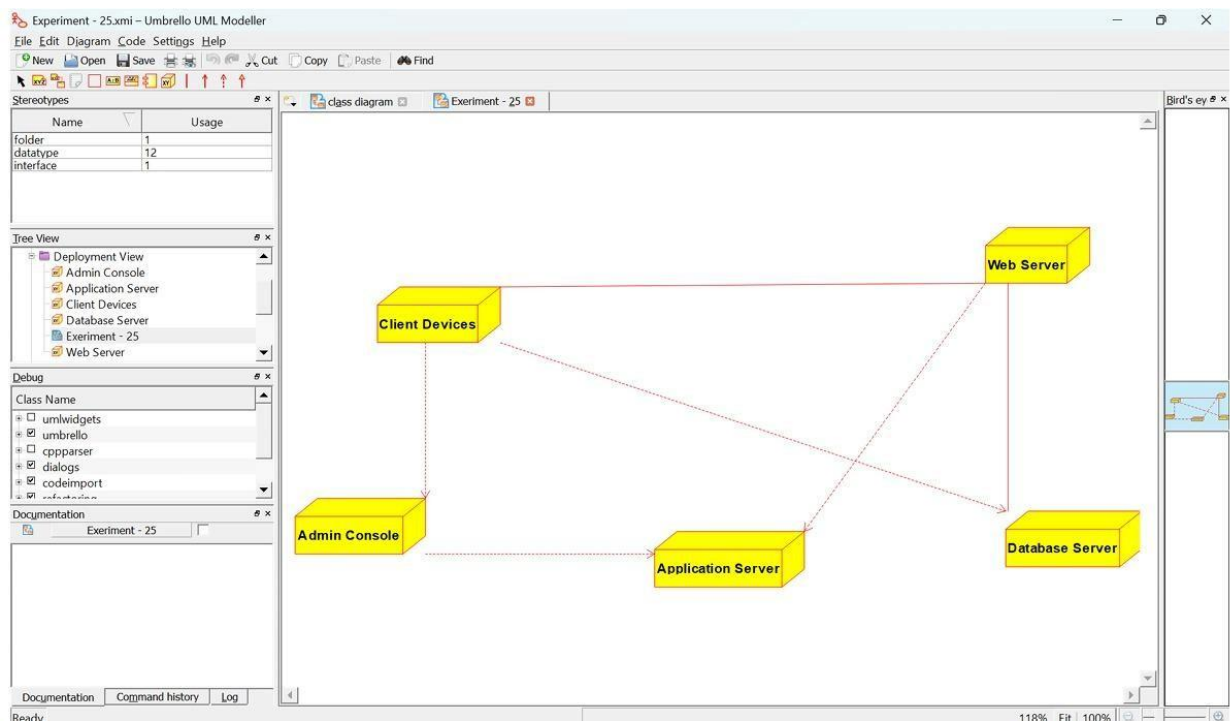 Experiment - 25.xmi – Umbrello UML Modeller
File Edit Diagram Code Settings Help
New Open Save Cut Copy Paste Find
Stereotypes
Name Usage
folder 1
datatype 12
interface 1
Tree View
Deployment View
Admin Console
Application Server
Client Devices
Database Server
Exeriment - 25
Web Server
Debug
Class Name
umlwidgets
umbrello
cppparser
dialogs
codeimport
refactoring
Documentation
Exeriment - 25
Documentation Command history Log
Ready
class diagram Exeriment - 25
Web Server
Client Devices
Admin Console
Application Server
Database Server
Bird's ey
118% Fit 100%